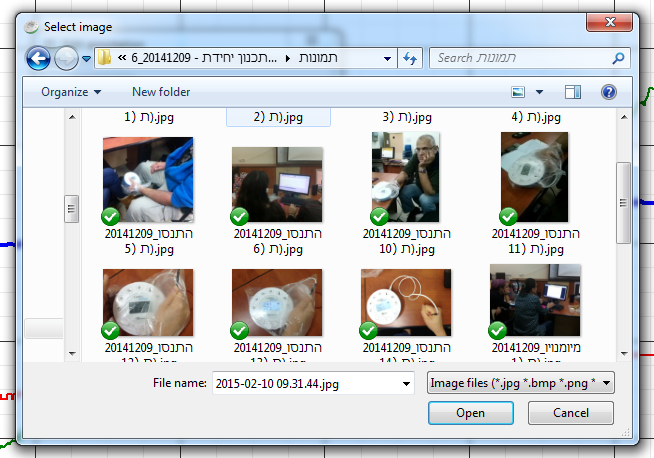 Select image
« 6_20141209 - תכנון יחידת... ▸ תמונות
Search תמונות
Organize
New folder
1) ת).jpg
2) ת).jpg
3) ת).jpg
4) ת).jpg
התנסו_20141209
5) ת).jpg
התנסו_20141209
6) ת).jpg
התנסו_20141209
10) ת).jpg
התנסו_20141209
11) ת).jpg
התנסו_20141209
התנסו_20141209
התנסו_20141209
מיומנויו_20141209
File name: 2015-02-10 09.31.44.jpg
Image files (*.jpg *.bmp *.png *
Open
Cancel